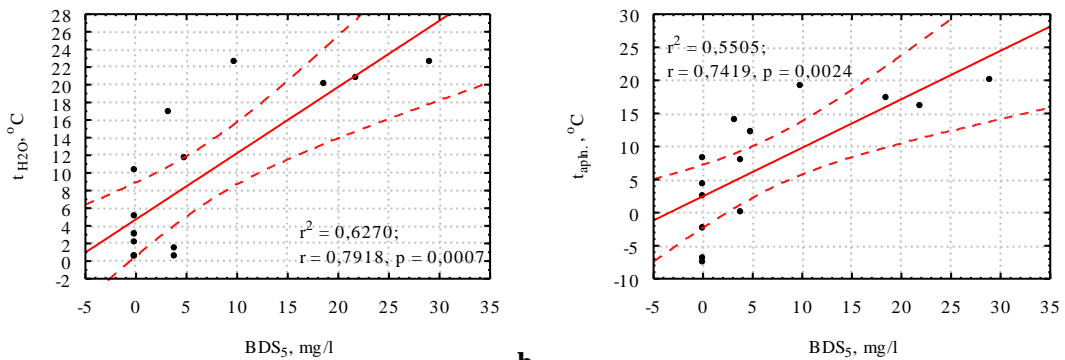 28
26
24
22
20
18
16
14
12
10
8
6
4
2
0
-2
t H2O, °C
r² = 0,6270;
r = 0,7918, p = 0,0007
-5 0 5 10 15 20 25 30 35
BDS₅, mg/l
30
25
20
15
10
5
0
-5
-10
t apln., °C
r² = 0,5505;
r = 0,7419, p = 0,0024
-5 0 5 10 15 20 25 30 35
BDS₅, mg/l